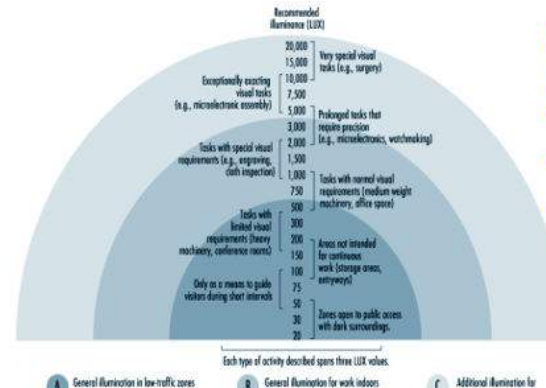 Recommended
illuminance (LUX)
20,000
15,000
10,000
7,500
5,000
3,000
2,000
1,500
1,000
750
500
300
200
150
100
75
50
30
20
Very special visual
tasks (e.g., surgery)
Exceptionally exacting
visual tasks
(e.g., microelectronic assembly)
Prolonged tasks that
require precision
(e.g., microelectronics, watchmaking)
Tasks with special visual
requirements (e.g., engraving,
cloth inspection)
Tasks with normal visual
requirements (medium weight
machinery, office space)
Tasks with
limited visual
requirements (heavy
machinery, conference rooms)
Areas not intended
for continuous
work (storage areas,
entryways)
Only as a means to guide
visitors during short intervals
Zones open to public access
with dark surroundings.
Each type of activity described spans three LUX values.
A General illumination in low-traffic zones
B General illumination for work indoors
C Additional illumination for